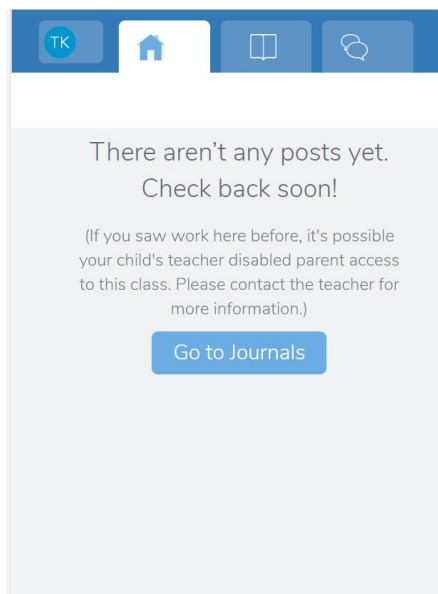 TK
There aren't any posts yet.
Check back soon!
(If you saw work here before, it's possible
your child's teacher disabled parent access
to this class. Please contact the teacher for
more information.)
Go to Journals